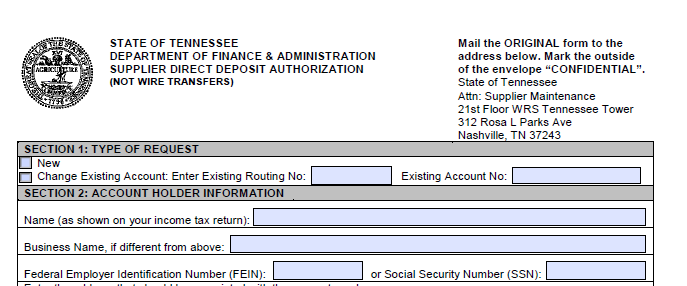 STATE OF TENNESSEE
DEPARTMENT OF FINANCE & ADMINISTRATION
SUPPLIER DIRECT DEPOSIT AUTHORIZATION
(NOT WIRE TRANSFERS)
Mail the ORIGINAL form to the
address below. Mark the outside
of the envelope “CONFIDENTIAL”.
State of Tennessee
Attn: Supplier Maintenance
21st Floor WRS Tennessee Tower
312 Rosa L Parks Ave
Nashville, TN 37243
AGRICULTURE
SECTION 1: TYPE OF REQUEST
New
Change Existing Account: Enter Existing Routing No: Existing Account No:
SECTION 2: ACCOUNT HOLDER INFORMATION
Name (as shown on your income tax return):
Business Name, if different from above:
Federal Employer Identification Number (FEIN): or Social Security Number (SSN):